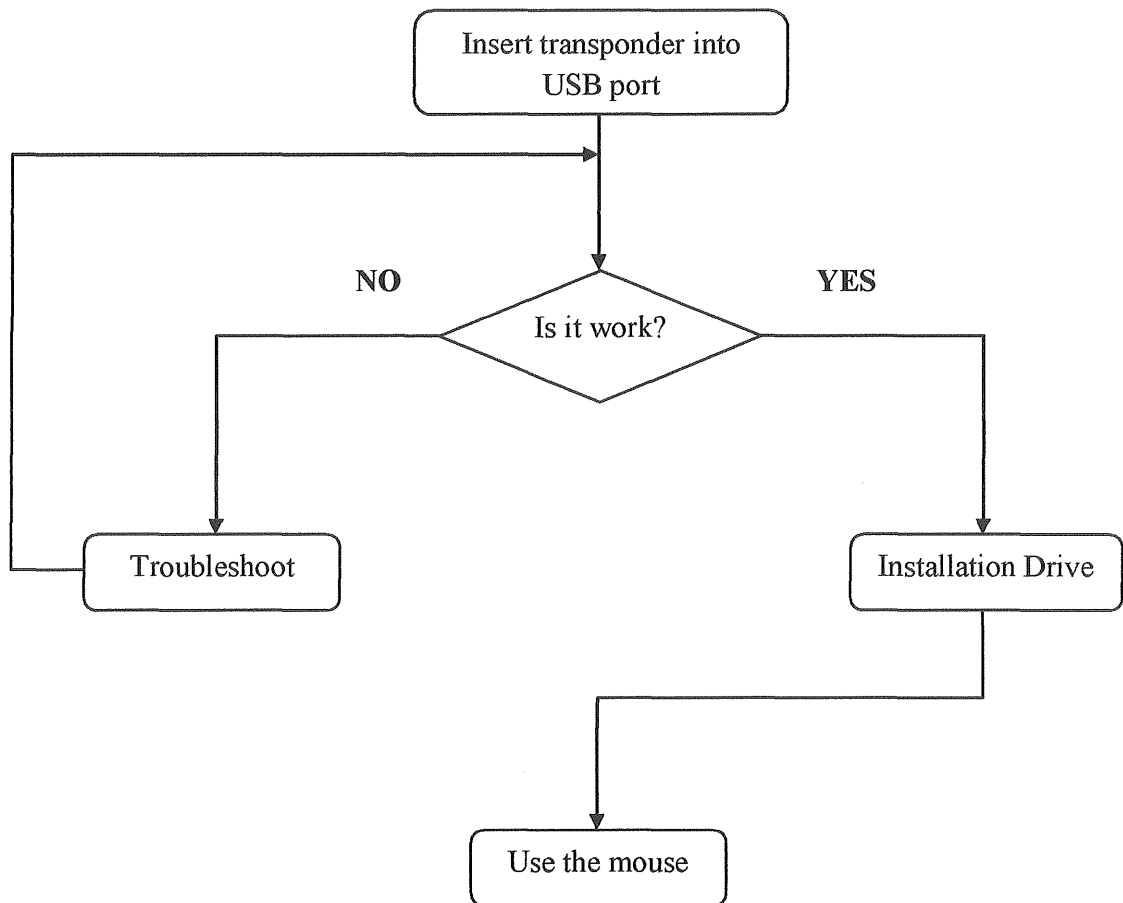 Insert transponder into
USB port
NO
YES
Is it work?
Troubleshoot
Installation Drive
Use the mouse